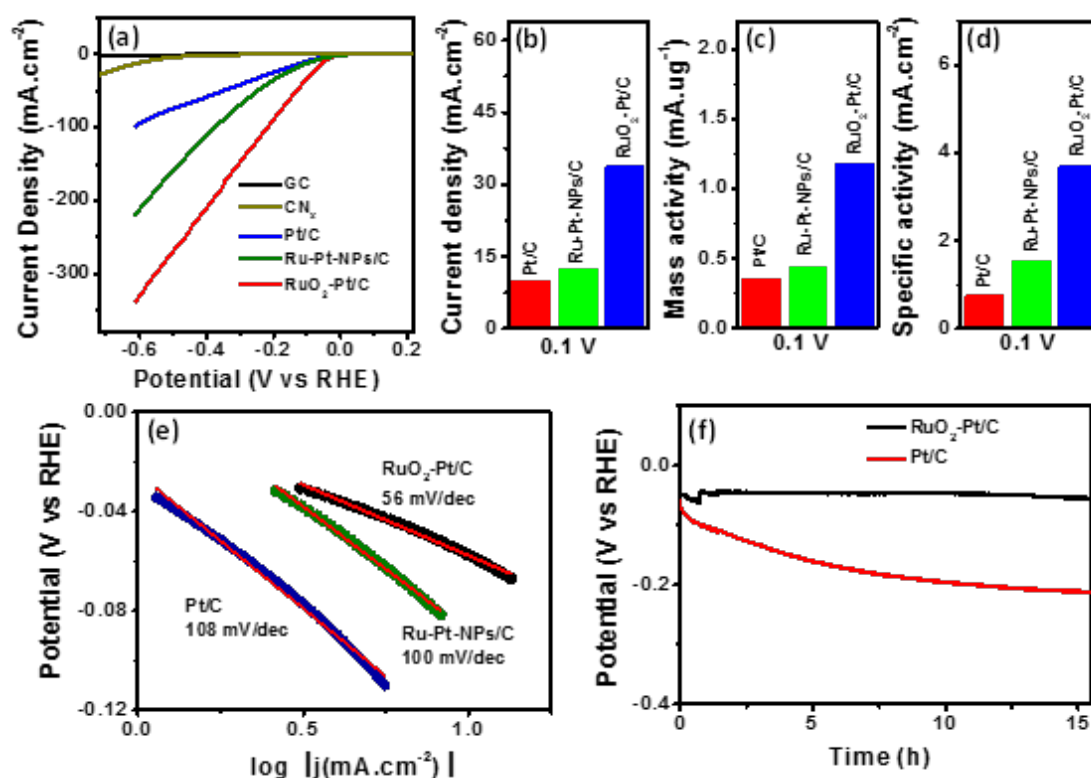 (a)
Current Density (mA.cm⁻²)
0
-100
-200
-300
GC
CNₓ
Pt/C
Ru-Pt-NPs/C
RuO₂-Pt/C
-0.6 -0.4 -0.2 0.0 0.2
Potential (V vs RHE)
(b)
Current density (mA.cm⁻²)
60
45
30
15
0
Pt/C
Ru-Pt-NPs/C
RuO₂-Pt/C
0.1 V
(c)
Mass activity (mA.ug⁻¹)
2.0
1.5
1.0
0.5
0.0
Pt/C
Ru-Pt-NPs/C
RuO₂-Pt/C
0.1 V
(d)
Specific activity (mA.cm⁻²)
6
4
2
0
Pt/C
Ru-Pt-NPs/C
RuO₂-Pt/C
0.1 V
(e)
Potential (V vs RHE)
0.00
-0.04
-0.08
-0.12
RuO₂-Pt/C
56 mV/dec
Pt/C
108 mV/dec
Ru-Pt-NPs/C
100 mV/dec
0.0 0.5 1.0
log |j(mA.cm⁻²) |
(f)
Potential (V vs RHE)
0.0
-0.2
-0.4
RuO₂-Pt/C
Pt/C
0 5 10 15
Time (h)